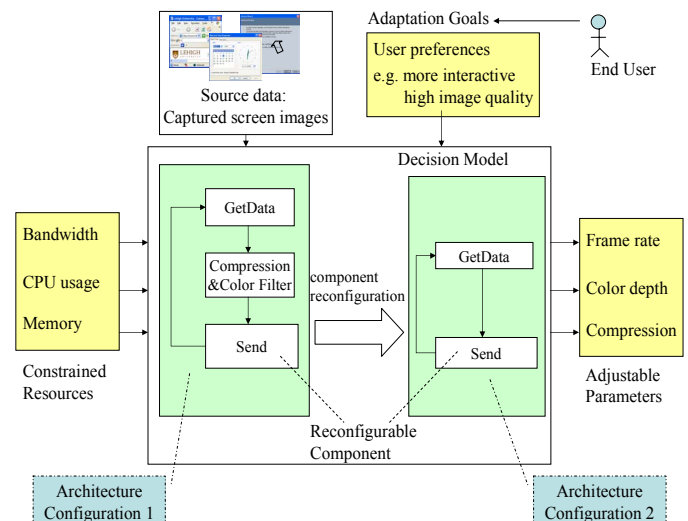 Adaptation Goals
End User
LEHIGH
Source data:
Captured screen images
User preferences
e.g. more interactive
high image quality
Decision Model
Bandwidth
CPU usage
Memory
Constrained
Resources
GetData
Compression
&Color Filter
Send
component
reconfiguration
GetData
Send
Reconfigurable
Component
Frame rate
Color depth
Compression
Adjustable
Parameters
Architecture
Configuration 1
Architecture
Configuration 2